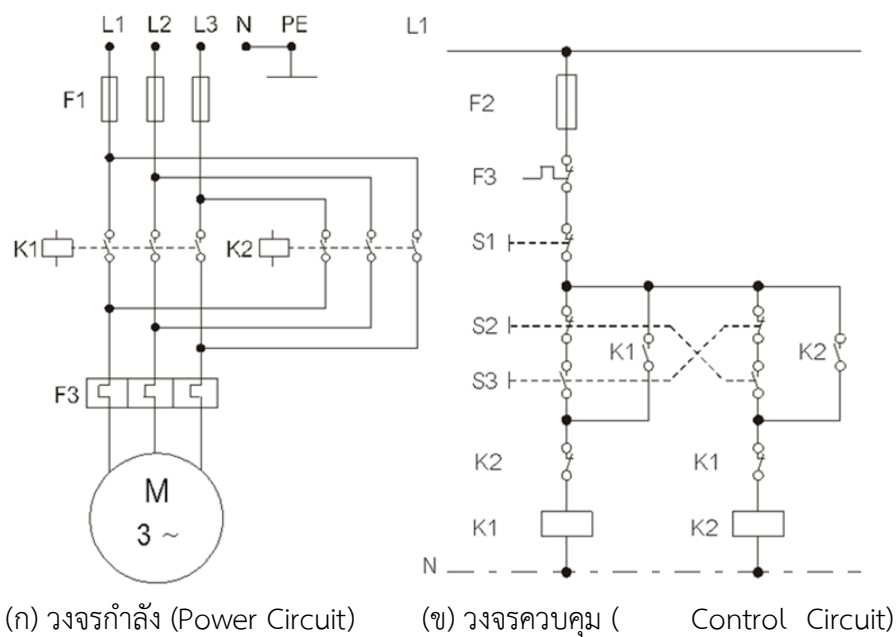 L1 L2 L3 N PE
F1
K1 K2
F3
M
3 ~
L1
F2
F3
S1
S2
K1 K2
S3
K2 K1
K1 K2
N
(ก) วงจรกำลัง (Power Circuit) (ข) วงจรควบคุม ( Control Circuit)